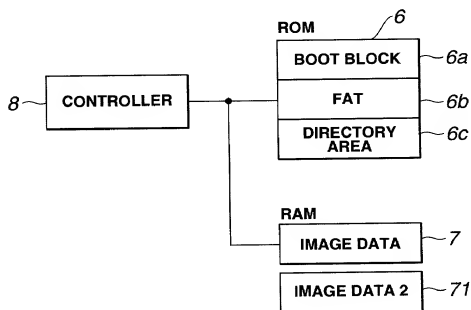 6
ROM
BOOT BLOCK 6a
8 CONTROLLER FAT 6b
DIRECTORY AREA 6c
RAM
IMAGE DATA 7
IMAGE DATA 2 71